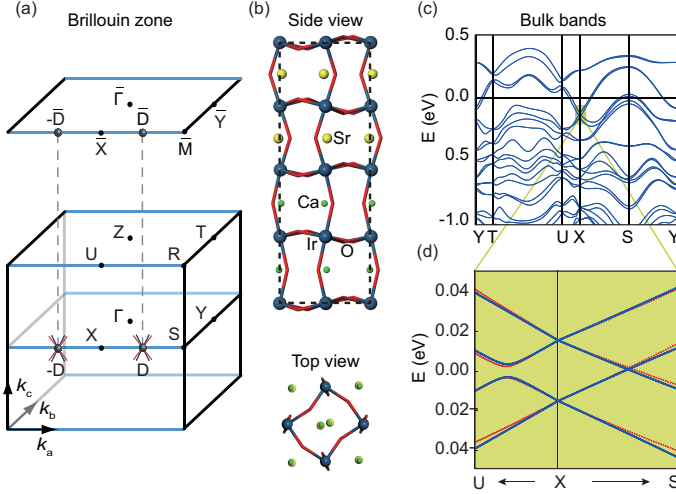 (a) Brillouin zone
Γ̄
-D̄
D̄
Ȳ
X̄
M̄
Z
T
U
R
Γ
Y
X
S
-D
D
k_c
k_b
k_a
(b) Side view
Sr
Ca
Ir
O
Top view
(c) Bulk bands
E (eV)
0.5
0.0
0.5
-1.0
Y T U X S Y
(d)
E (eV)
0.04
0.02
0.00
0.02
0.04
U ← X → S